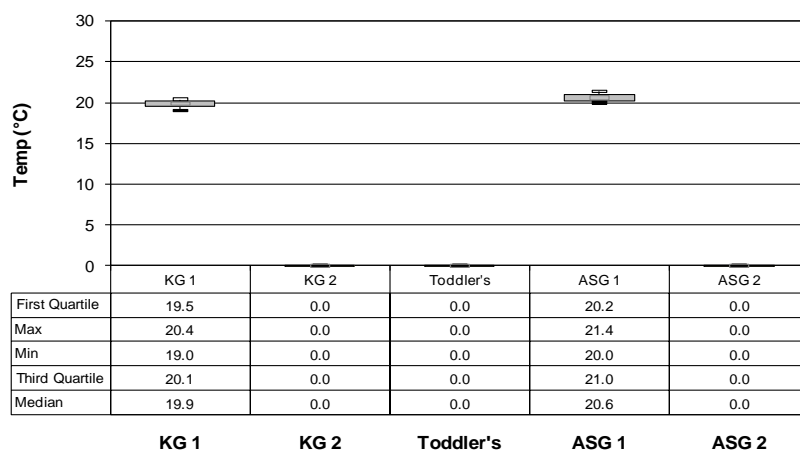 30
25
20
15
10
5
0
Temp (°C)
KG 1 KG 2 Toddler's ASG 1 ASG 2
First Quartile 19.5 0.0 0.0 20.2 0.0
Max 20.4 0.0 0.0 21.4 0.0
Min 19.0 0.0 0.0 20.0 0.0
Third Quartile 20.1 0.0 0.0 21.0 0.0
Median 19.9 0.0 0.0 20.6 0.0
KG 1 KG 2 Toddler's ASG 1 ASG 2